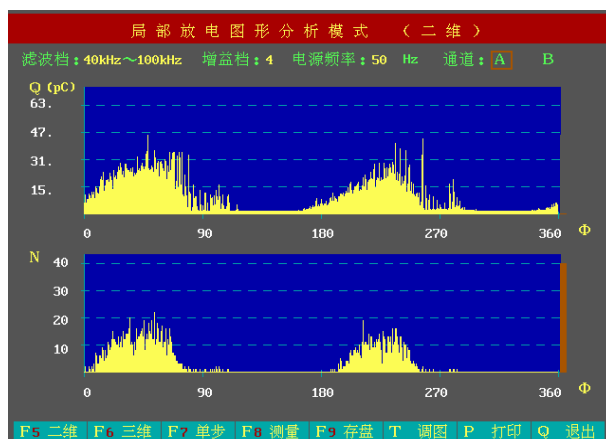 局部放电图形分析模式 （二维）
滤波档：40kHz～100kHz 增益档：4 电源频率：50 Hz 通道：A B
Q (pC)
63.
47.
31.
15.
0 90 180 270 360 Φ
N 40
30
20
10
0 90 180 270 360 Φ
F5 二维 F6 三维 F7 单步 F8 测量 F9 存盘 T 调图 P 打印 Q 退出